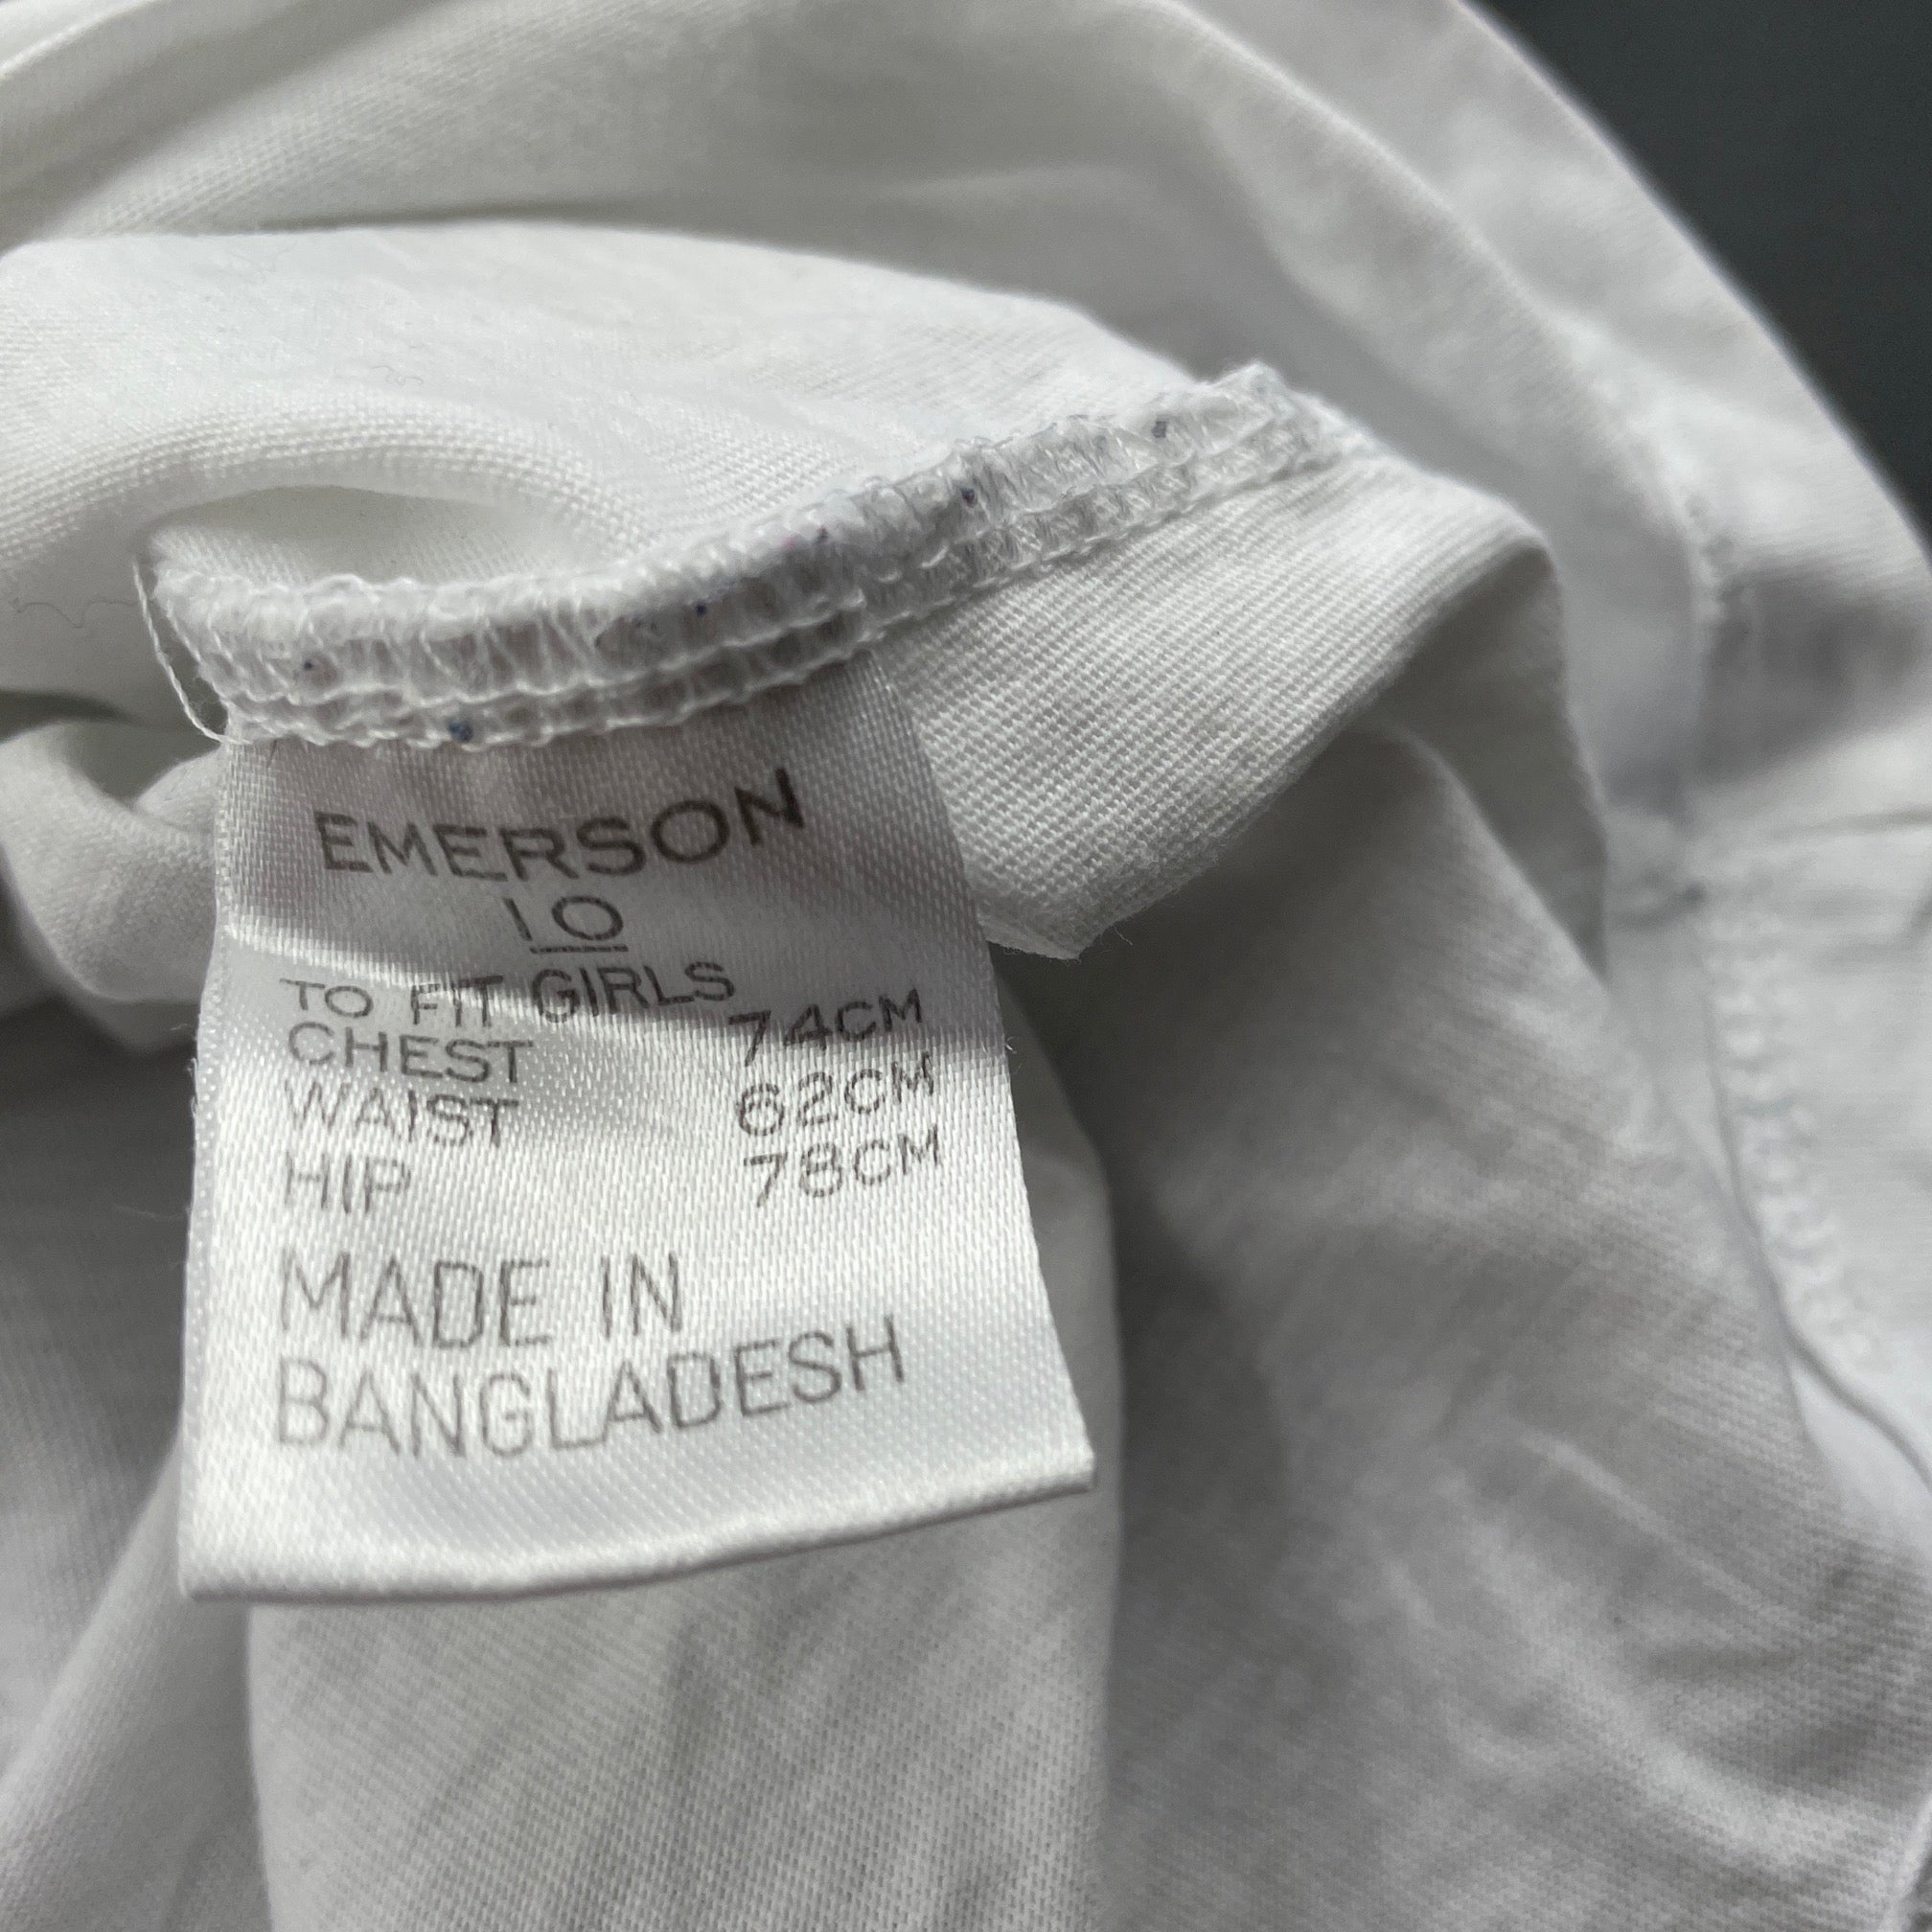 EMERSON
10
TO FIT GIRLS
CHEST 74CM
WAIST 62CM
HIP 78CM
MADE IN
BANGLADESH